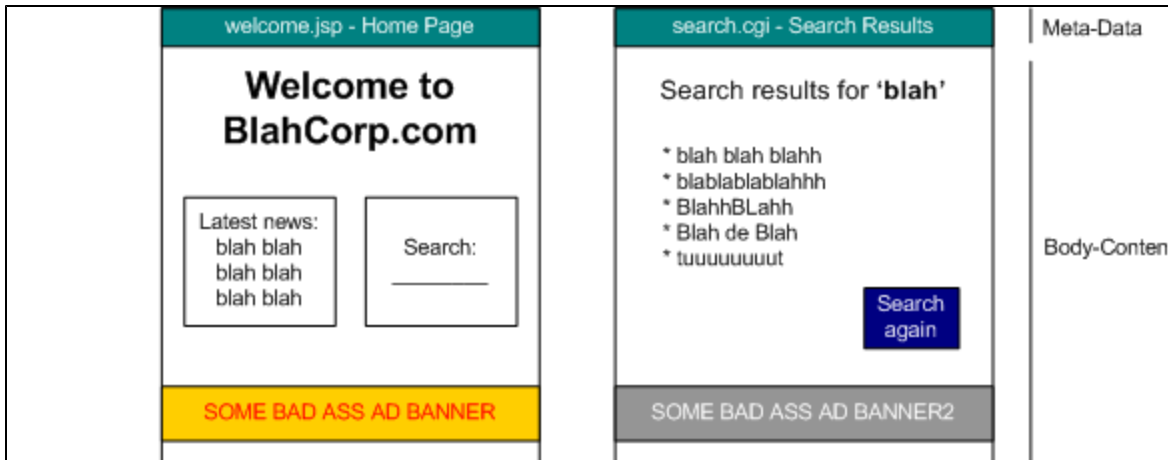 welcome.jsp - Home Page
Welcome to
BlahCorp.com
Latest news:
blah blah
blah blah
blah blah
Search:
SOME BAD ASS AD BANNER
search.cgi - Search Results
Search results for ‘blah’
* blah blah blahh
* blablablablahhh
* BlahhBLahh
* Blah de Blah
* tuuuuuuuut
Search
again
SOME BAD ASS AD BANNER2
Meta-Data
Body-Conten